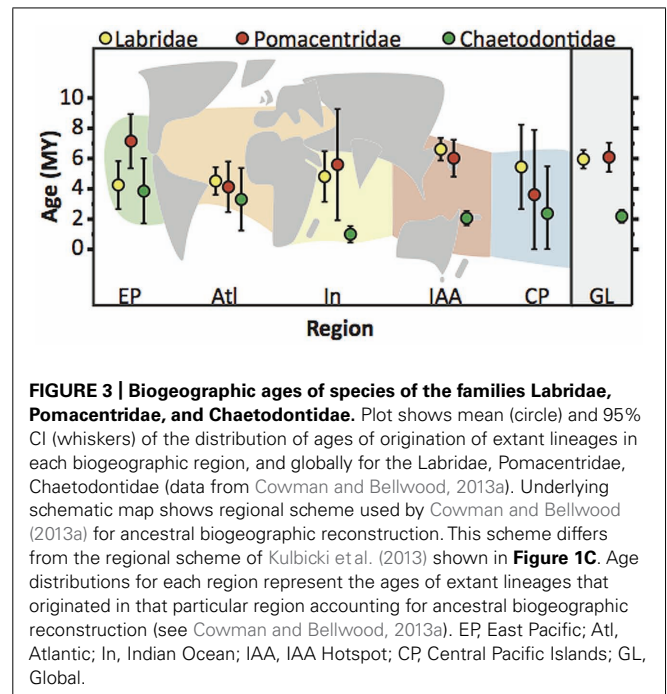 Labridae Pomacentridae Chaetodontidae
10
8
6
4
2
0
Age (MY)
EP Atl In IAA CP GL
Region
FIGURE 3 | Biogeographic ages of species of the families Labridae,
Pomacentridae, and Chaetodontidae. Plot shows mean (circle) and 95%
CI (whiskers) of the distribution of ages of origination of extant lineages in
each biogeographic region, and globally for the Labridae, Pomacentridae,
Chaetodontidae (data from Cowman and Bellwood, 2013a). Underlying
schematic map shows regional scheme used by Cowman and Bellwood
(2013a) for ancestral biogeographic reconstruction. This scheme differs
from the regional scheme of Kulbicki et al. (2013) shown in Figure 1C. Age
distributions for each region represent the ages of extant lineages that
originated in that particular region accounting for ancestral biogeographic
reconstruction (see Cowman and Bellwood, 2013a). EP, East Pacific; Atl,
Atlantic; In, Indian Ocean; IAA, IAA Hotspot; CP, Central Pacific Islands; GL,
Global.